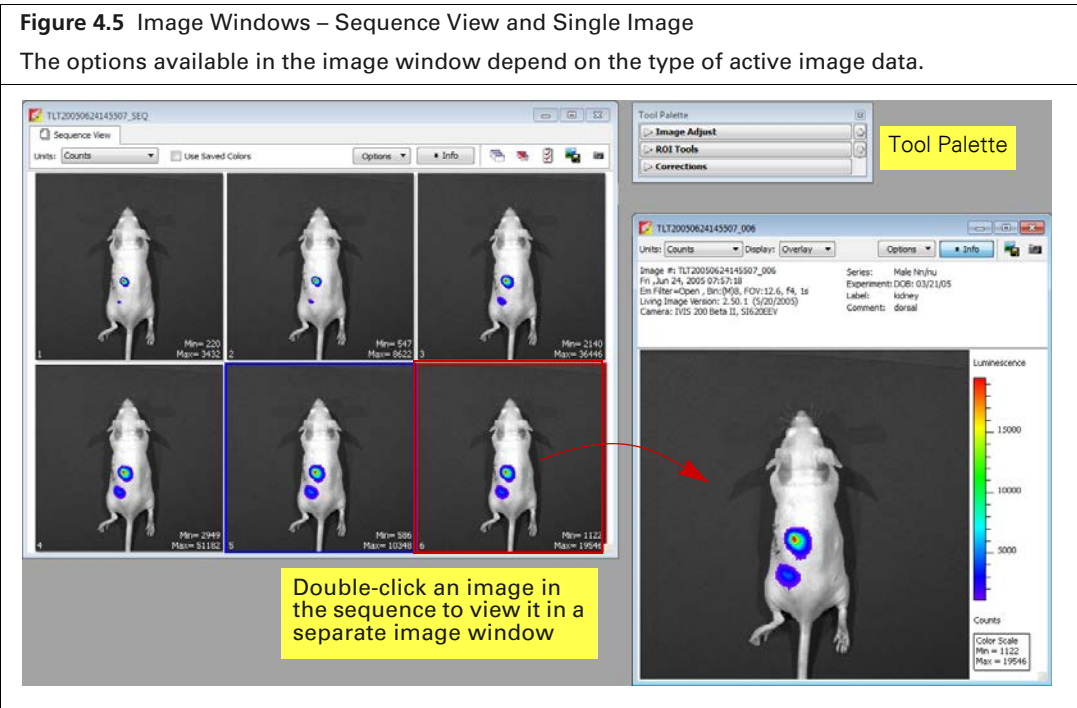 Figure 4.5 Image Windows – Sequence View and Single Image
The options available in the image window depend on the type of active image data.
TLT20050624145507_SEQ
Sequence View
Units: Counts Use Saved Colors Options Info
1 Min= 220
Max= 3432
2 Min= 547
Max= 8622
3 Min= 2140
Max= 36446
4 Min= 2949
Max= 51182
5 Min= 586
Max= 10348
6 Min= 1122
Max= 19546
Double-click an image in
the sequence to view it in a
separate image window
Tool Palette
Image Adjust
ROI Tools
Corrections
Tool Palette
TLT20050624145507_006
Units: Counts Display: Overlay Options Info
Image #: TLT20050624145507_006
Fri ,Jun 24, 2005 07:57:18
Em Filter=Open , Bin:(M)8, FOV:12.6, f4, 1s
Living Image Version: 2.50.1 (5/20/2005)
Camera: IVIS 200 Beta II, SI620EEV
Series: Male Nn/nu
Experiment: DOB: 03/21/05
Label: kidney
Comment: dorsal
Luminescence
15000
10000
5000
Counts
Color Scale
Min = 1122
Max = 19546